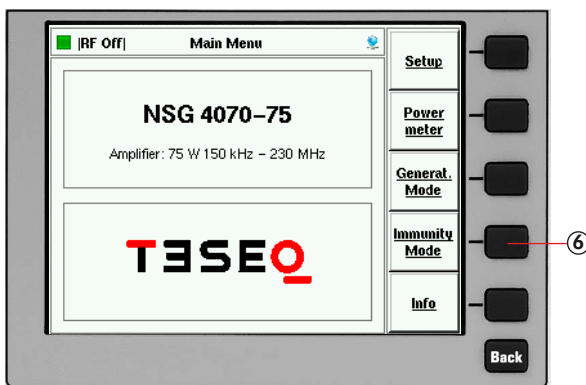 |RF Off| Main Menu
Setup
NSG 4070-75
Amplifier: 75 W 150 kHz - 230 MHz
Power
meter
Generat.
Mode
TESEQ
Immunity
Mode
6
Info
Back